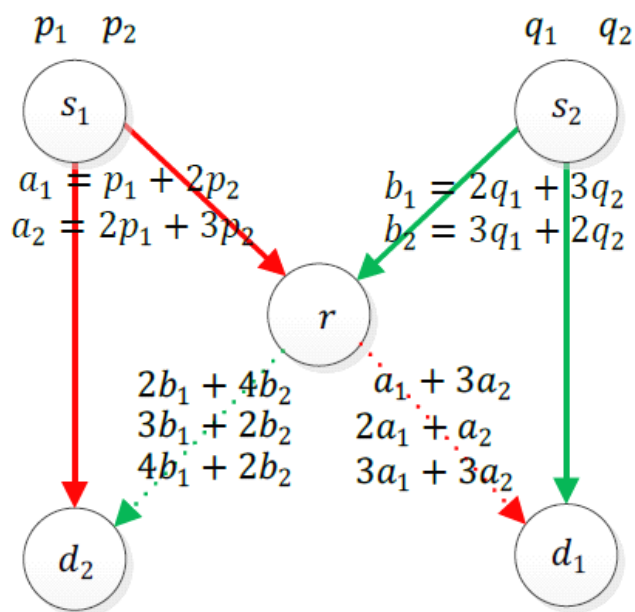 p₁ p₂
q₁ q₂
s₁
s₂
a₁ = p₁ + 2p₂
a₂ = 2p₁ + 3p₂
b₁ = 2q₁ + 3q₂
b₂ = 3q₁ + 2q₂
r
2b₁ + 4b₂
3b₁ + 2b₂
4b₁ + 2b₂
a₁ + 3a₂
2a₁ + a₂
3a₁ + 3a₂
d₂
d₁